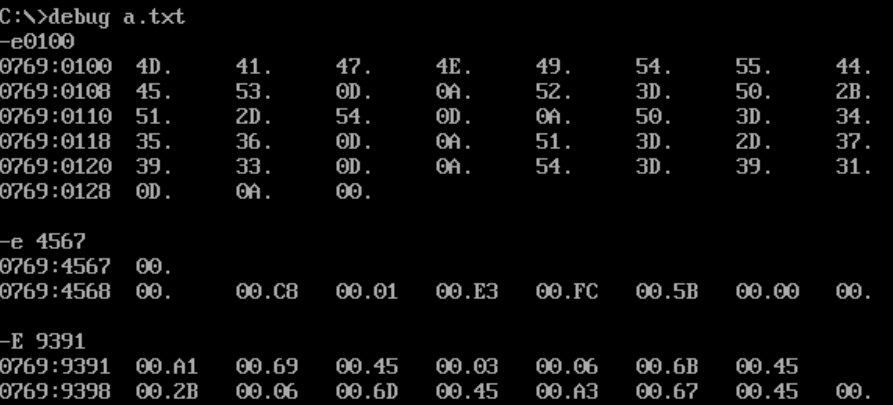 C:\>debug a.txt
-e0100
0769:0100 4D. 41. 47. 4E. 49. 54. 55. 44.
0769:0108 45. 53. 0D. 0A. 52. 3D. 50. 2B.
0769:0110 51. 2D. 54. 0D. 0A. 50. 3D. 34.
0769:0118 35. 36. 0D. 0A. 51. 3D. 2D. 37.
0769:0120 39. 33. 0D. 0A. 54. 3D. 39. 31.
0769:0128 0D. 0A. 00.
-e 4567
0769:4567 00.
0769:4568 00. 00.C8 00.01 00.E3 00.FC 00.5B 00.00 00.
-E 9391
0769:9391 00.A1 00.69 00.45 00.03 00.06 00.6B 00.45
0769:9398 00.2B 00.06 00.6D 00.45 00.A3 00.67 00.45 00.